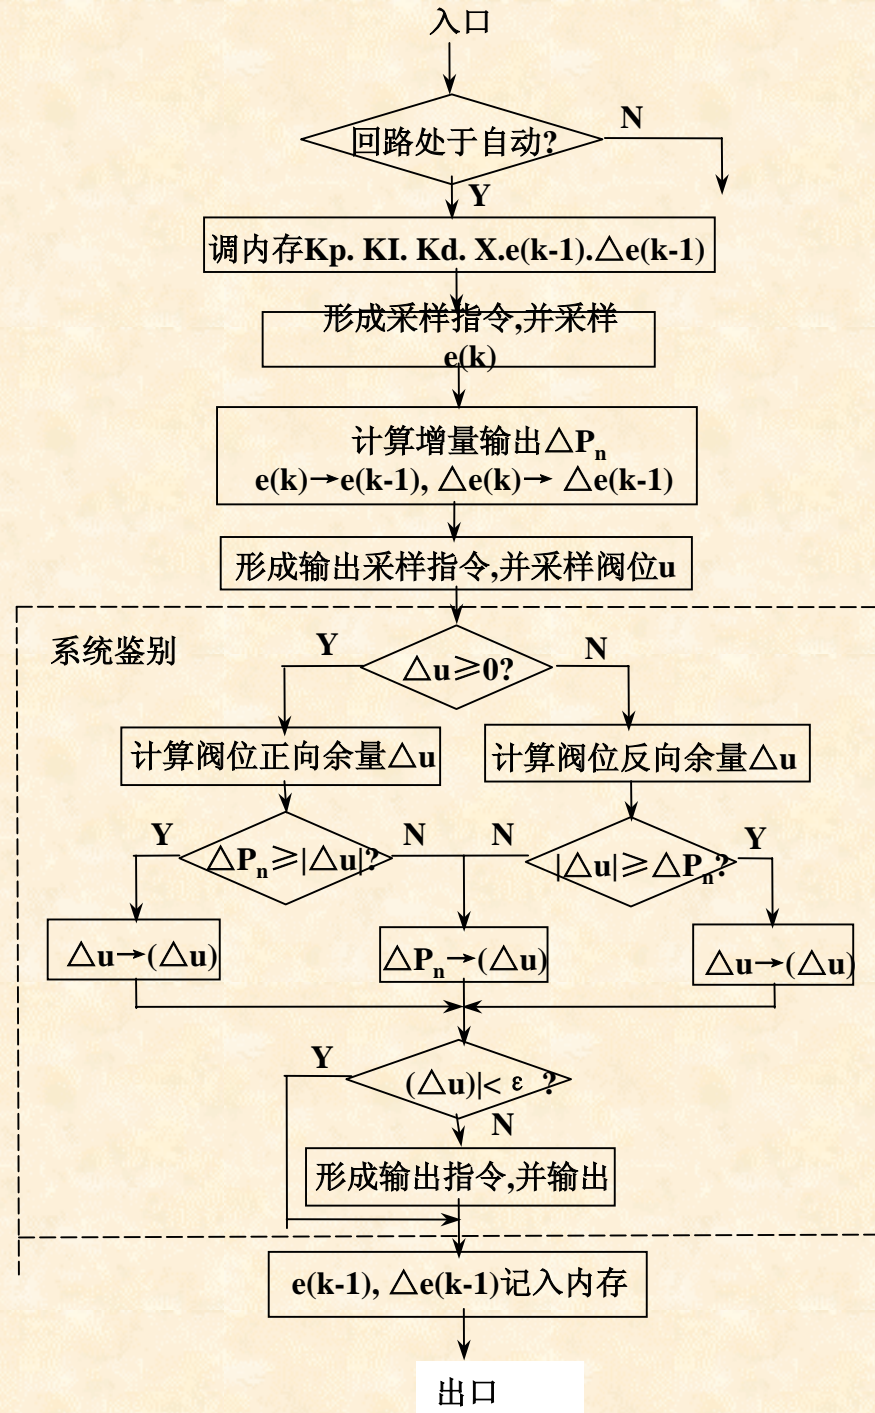 入口
回路处于自动?
N
Y
调内存Kp. KI. Kd. X.e(k-1).△e(k-1)
形成采样指令,并采样
e(k)
计算增量输出△Pn
e(k)→e(k-1), △e(k)→ △e(k-1)
形成输出采样指令,并采样阀位u
系统鉴别
Y
△u≥0?
N
计算阀位正向余量△u
计算阀位反向余量△u
Y
△Pn≥|△u|?
N
N
|△u|≥△Pn?
Y
△u→(△u)
△Pn→(△u)
△u→(△u)
Y
(△u)|< ε ?
N
形成输出指令,并输出
e(k-1), △e(k-1)记入内存
出口